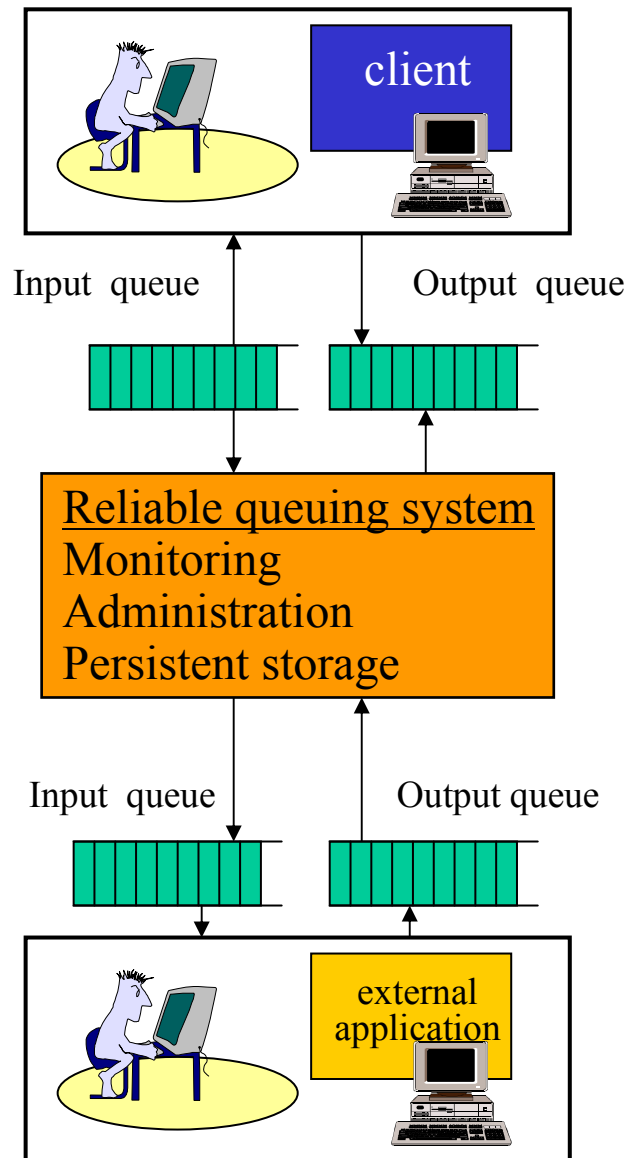 client
Input queue
Output queue
Reliable queuing system
Monitoring
Administration
Persistent storage
Input queue
Output queue
external
application